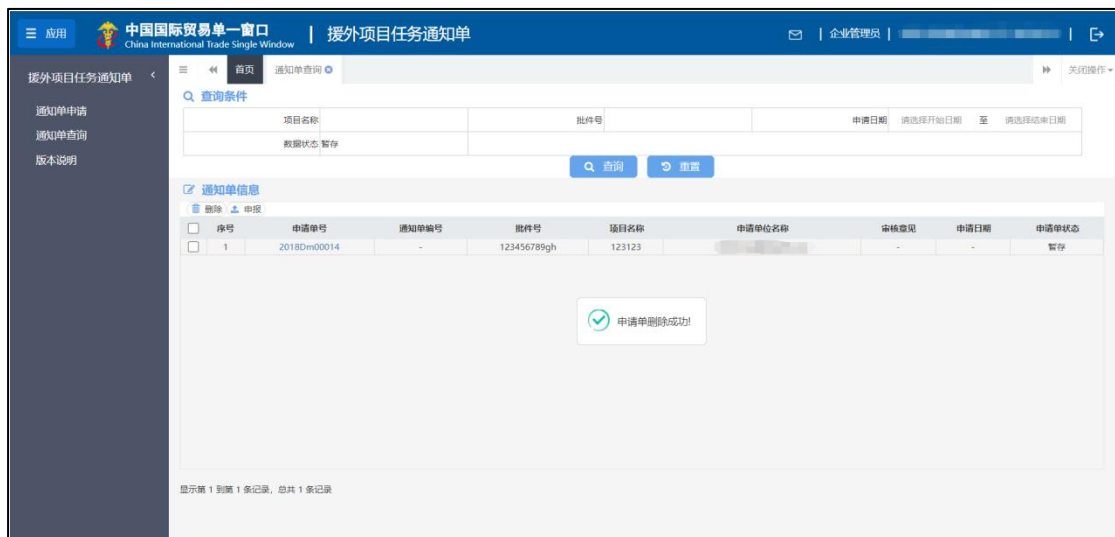 应用 中国国际贸易单一窗口 援外项目任务通知单 企业管理员
China International Trade Single Window
援外项目任务通知单 首页 通知单查询 关闭操作
通知单申请
通知单查询
版本说明
查询条件
项目名称 批件号 申请日期 请选择开始日期 至 请选择结束日期
数据状态 暂存
查询 重置
通知单信息
删除 申报
序号 申请单号 通知单编号 批件号 项目名称 申请单位名称 审核意见 申请日期 申请单状态
1 2018Dm00014 - 123456789gh 123123 - - 暂存
申请单删除成功!
显示第 1 到第 1 条记录, 总共 1 条记录